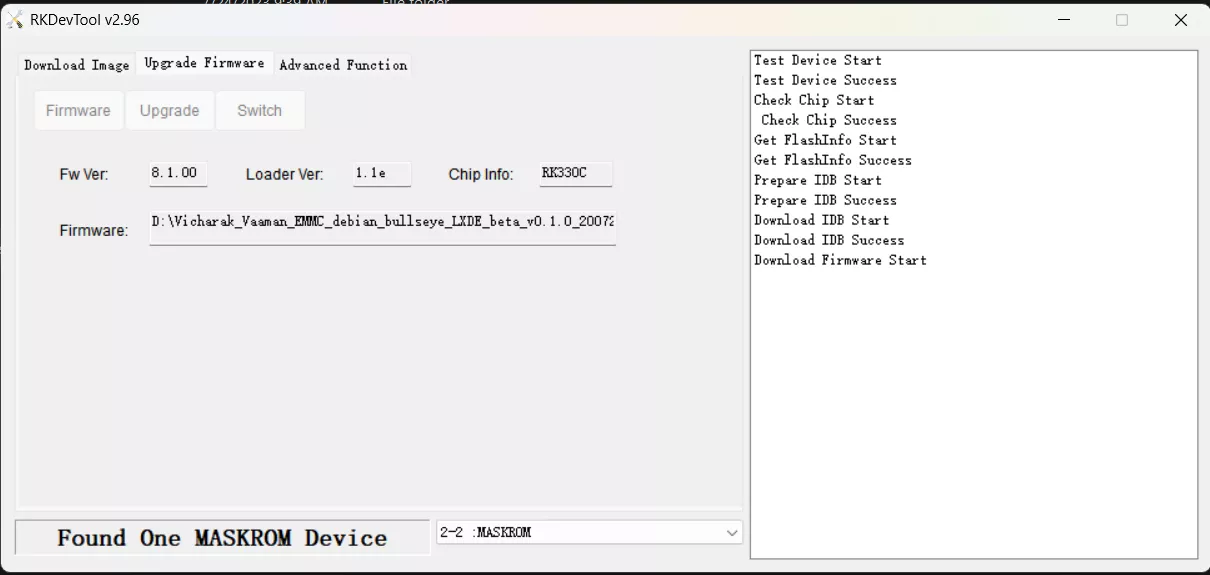 RKDevTool v2.96
Download Image
Upgrade Firmware
Advanced Function
Firmware
Upgrade
Switch
Fw Ver:
8.1.00
Loader Ver:
1.1e
Chip Info:
RK330C
Firmware:
D:\Vicharak_Vaaman_EMMC_debian_bullseye_LXDE_beta_v0.1.0_20072
Found One MASKROM Device
2-2 :MASKROM
Test Device Start
Test Device Success
Check Chip Start
Check Chip Success
Get FlashInfo Start
Get FlashInfo Success
Prepare IDB Start
Prepare IDB Success
Download IDB Start
Download IDB Success
Download Firmware Start